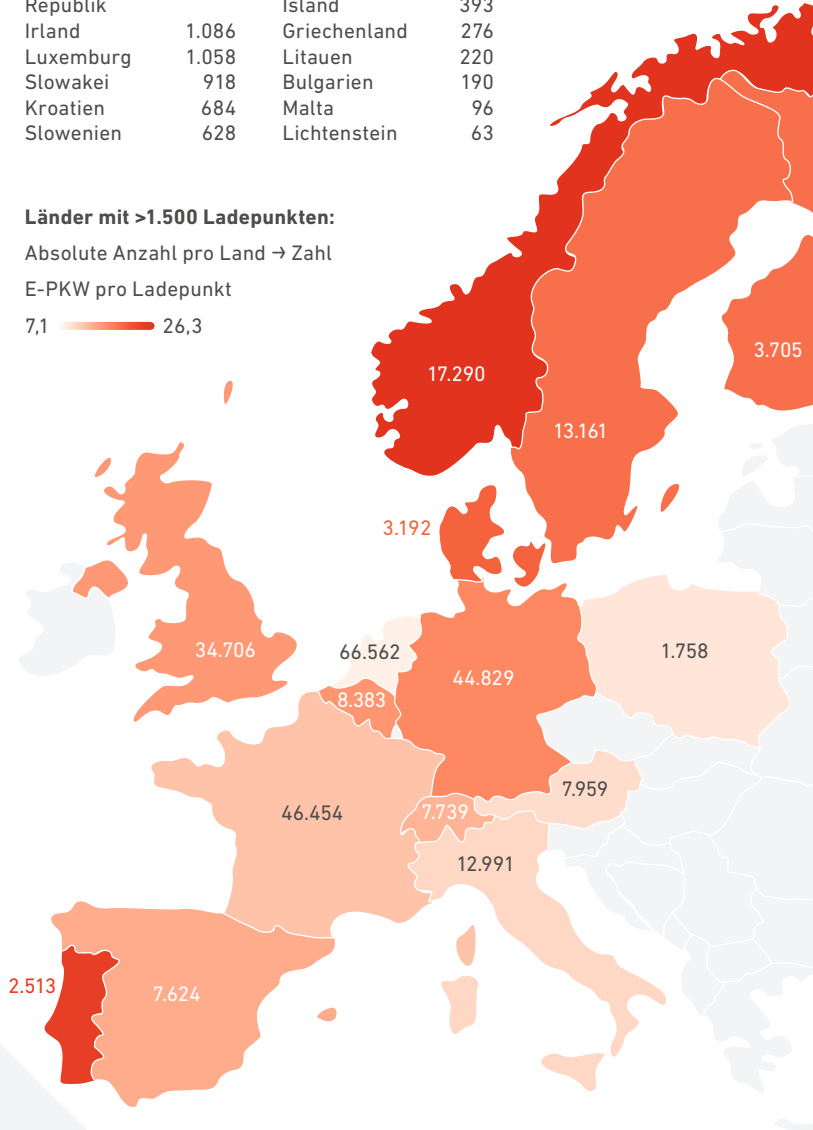 Republik
Island 393
Irland 1.086
Griechenland 276
Luxemburg 1.058
Litauen 220
Slowakei 918
Bulgarien 190
Kroatien 684
Malta 96
Slowenien 628
Lichtenstein 63
Länder mit >1.500 Ladepunkten:
Absolute Anzahl pro Land → Zahl
E-PKW pro Ladepunkt
7,1 26,3
3.705
17.290
13.161
3.192
34.706
66.562
1.758
44.829
8.383
7.959
46.454
7.739
12.991
2.513
7.624